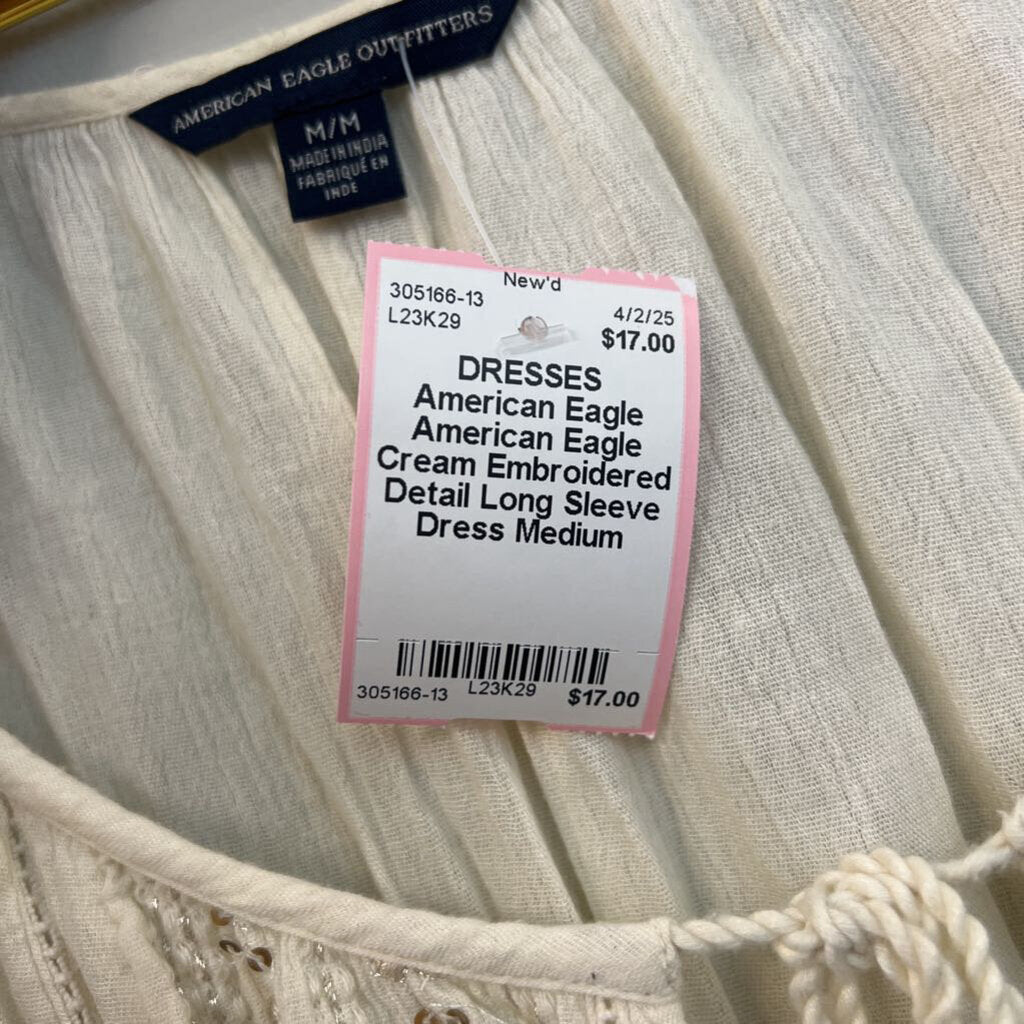 AMERICAN EAGLE OUTFITTERS
M/M
MADE IN INDIA
FABRIQUÉ EN
INDE
New'd
305166-13
4/2/25
L23K29
$17.00
DRESSES
American Eagle
American Eagle
Cream Embroidered
Detail Long Sleeve
Dress Medium
305166-13 L23K29 $17.00